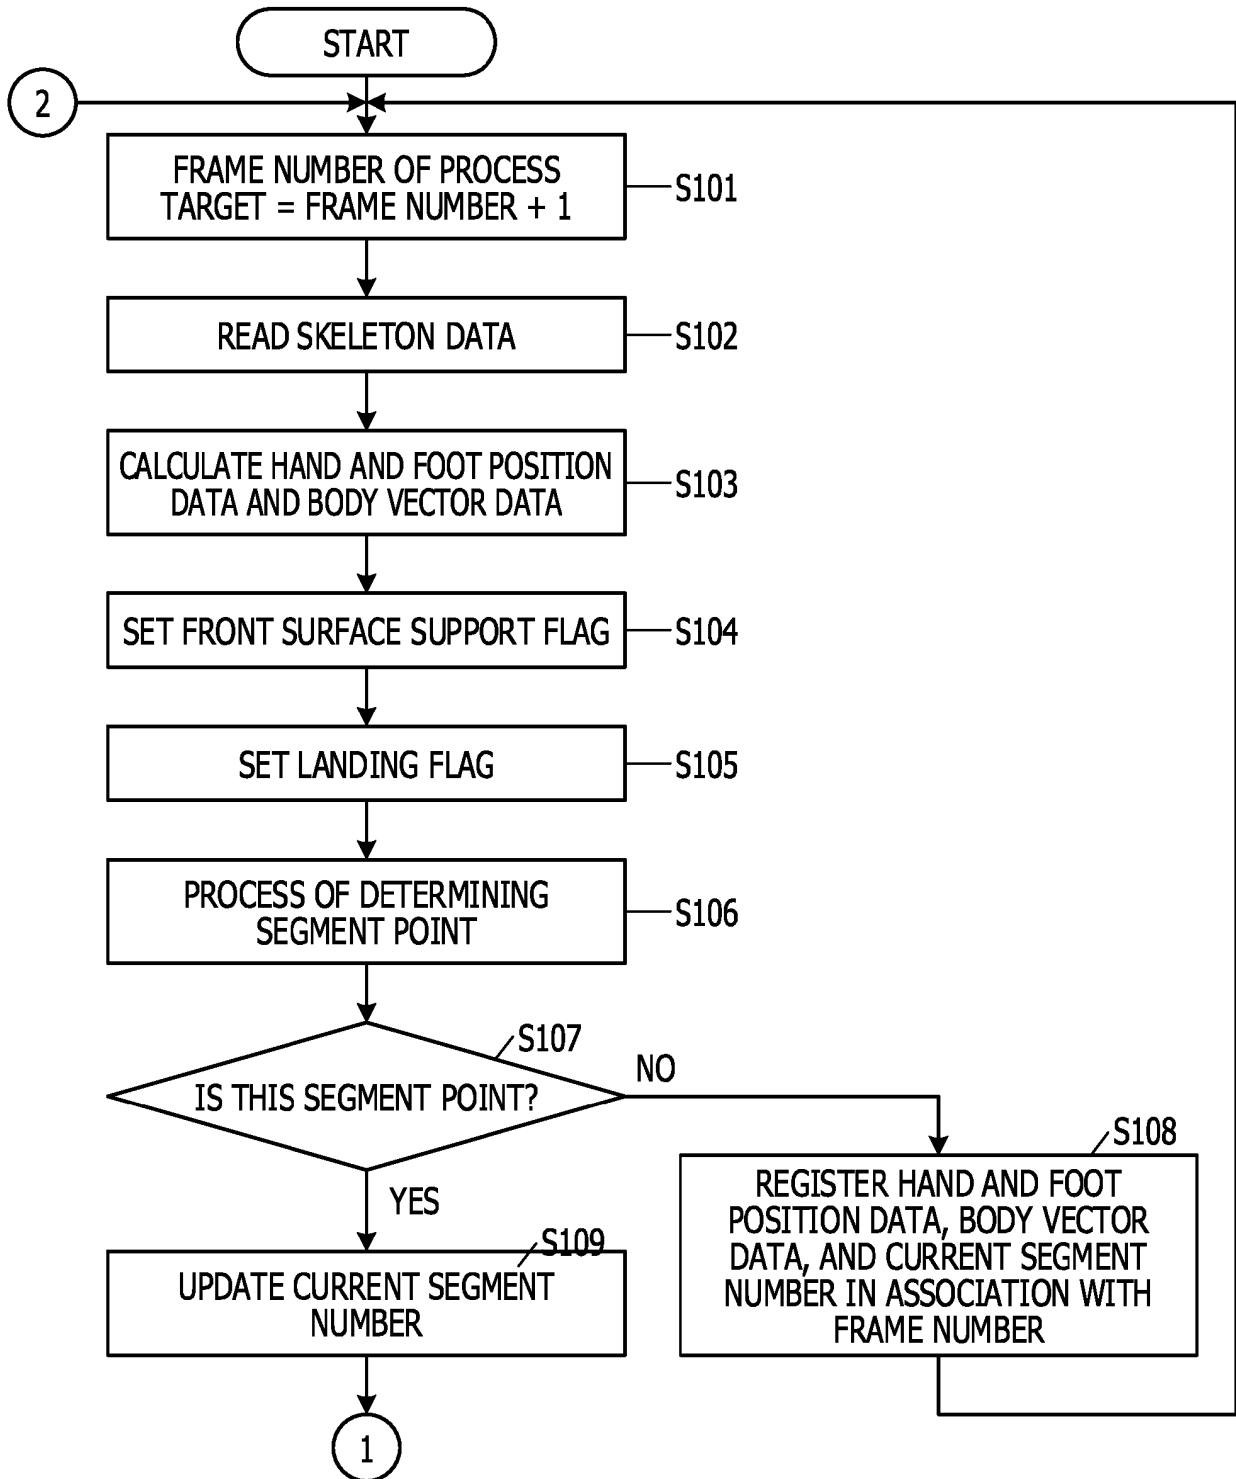 START
2
FRAME NUMBER OF PROCESS
TARGET = FRAME NUMBER + 1
S101
READ SKELETON DATA
S102
CALCULATE HAND AND FOOT POSITION
DATA AND BODY VECTOR DATA
S103
SET FRONT SURFACE SUPPORT FLAG
S104
SET LANDING FLAG
S105
PROCESS OF DETERMINING
SEGMENT POINT
S106
S107
IS THIS SEGMENT POINT?
NO
YES
S108
REGISTER HAND AND FOOT
POSITION DATA, BODY VECTOR
DATA, AND CURRENT SEGMENT
NUMBER IN ASSOCIATION WITH
FRAME NUMBER
S109
UPDATE CURRENT SEGMENT
NUMBER
1